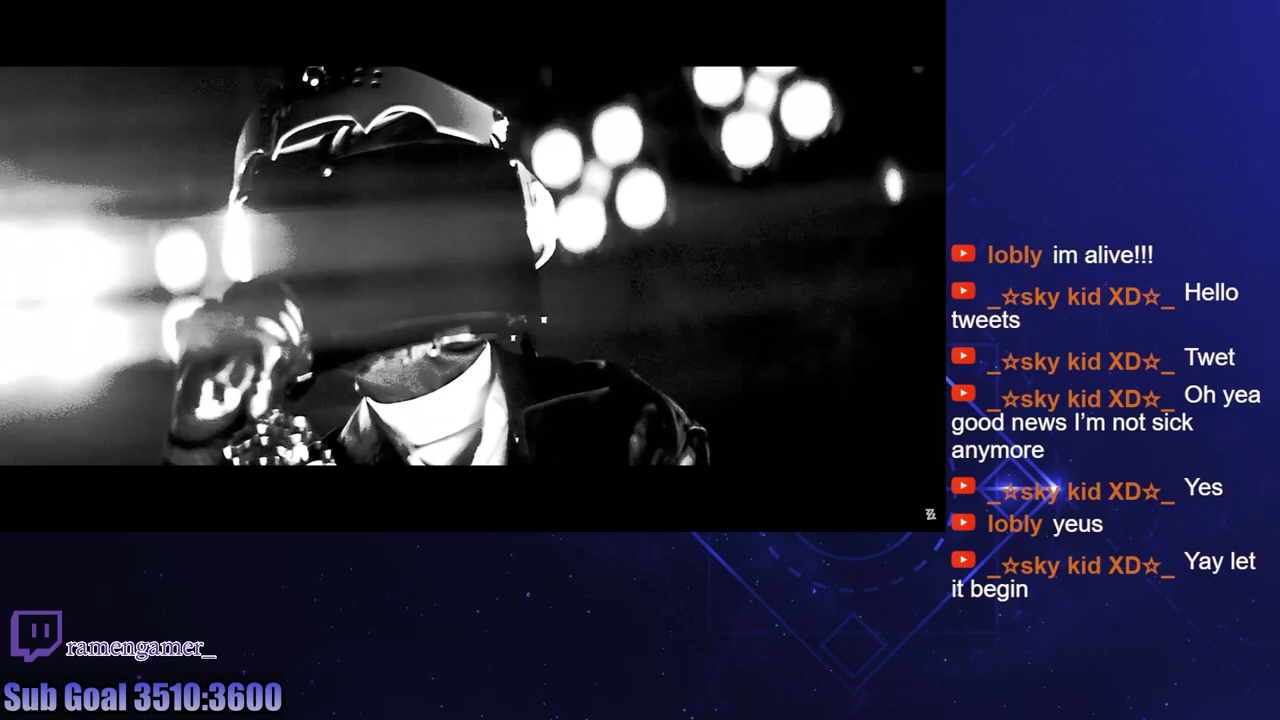 lobly im alive!!!
_☆sky kid XD☆_ Hello
tweets
_☆sky kid XD☆_ Twet
_☆sky kid XD☆_ Oh yea
good news I'm not sick
anymore
_☆sky kid XD☆_ Yes
lobly yeus
_☆sky kid XD☆_ Yay let
it begin
ramengamer_
Sub Goal 3510:3600